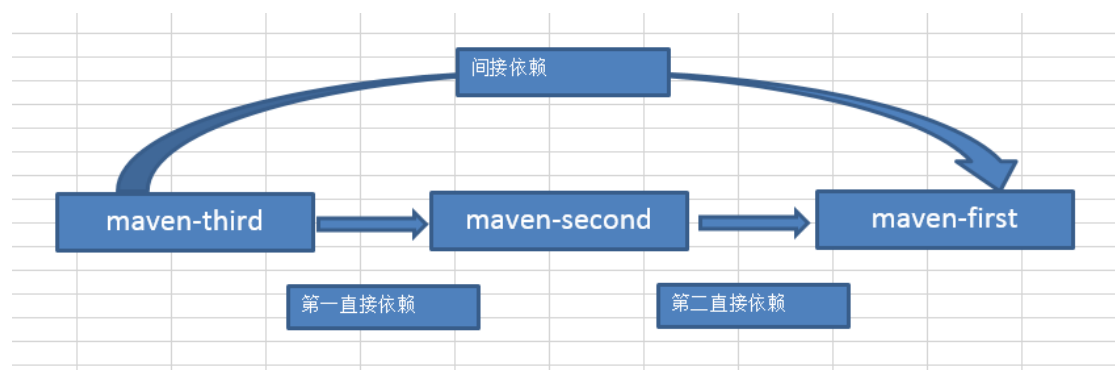 间接依赖
maven-third
maven-second
maven-first
第一直接依赖
第二直接依赖